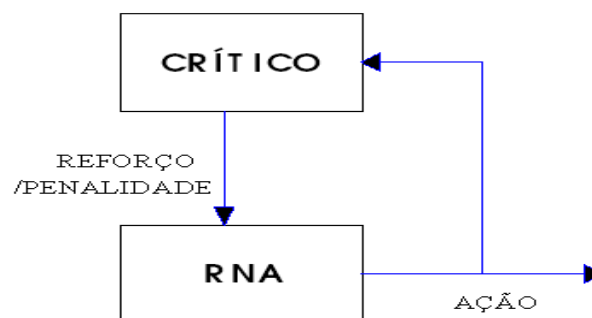 CRÍTICO
REFORÇO
/PENALIDADE
RNA
AÇÃO